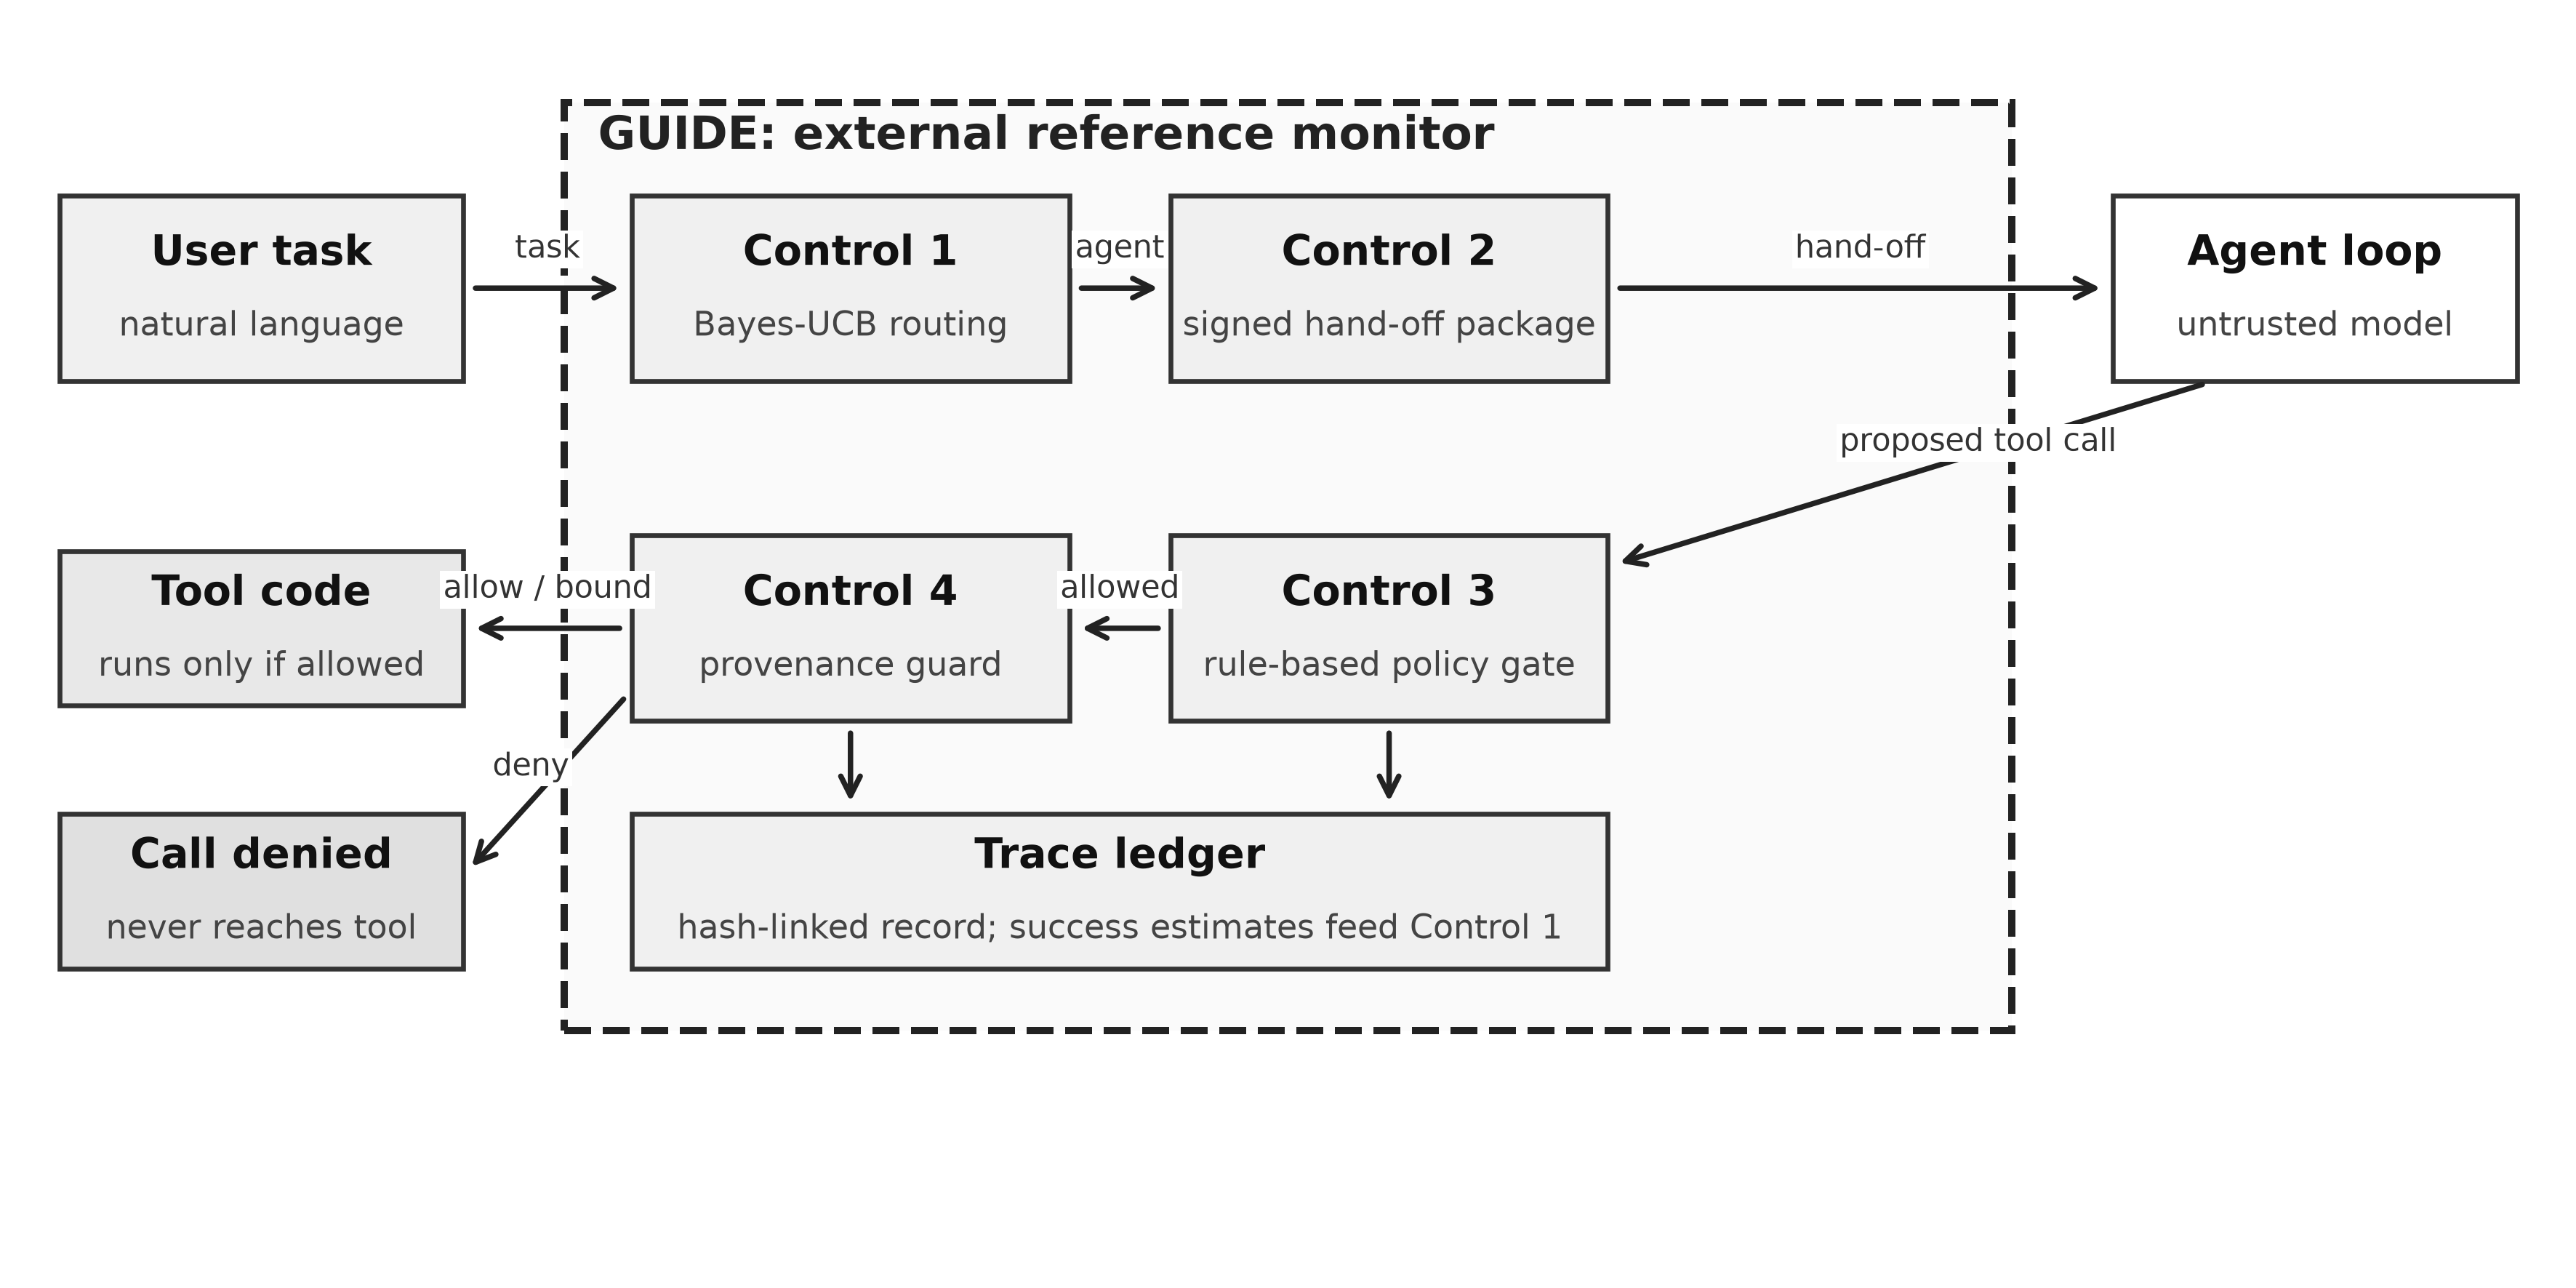 GUIDE: external reference monitor
User task
natural language
task
Control 1
Bayes-UCB routing
agent
Control 2
signed hand-off package
hand-off
Agent loop
untrusted model
proposed tool call
Tool code
runs only if allowed
allow / bound
Control 4
provenance guard
allowed
Control 3
rule-based policy gate
deny
Call denied
never reaches tool
Trace ledger
hash-linked record; success estimates feed Control 1